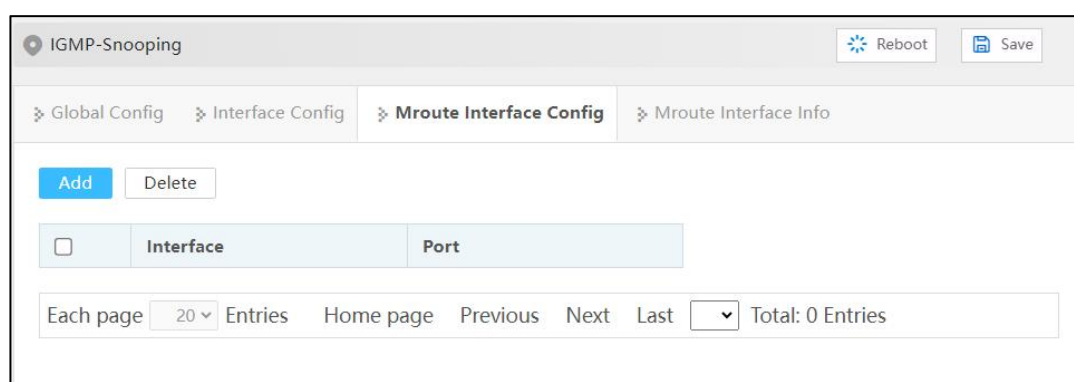 IGMP-Snooping Reboot Save
Global Config Interface Config Mroute Interface Config Mroute Interface Info
Add Delete
Interface Port
Each page 20 Entries Home page Previous Next Last Total: 0 Entries